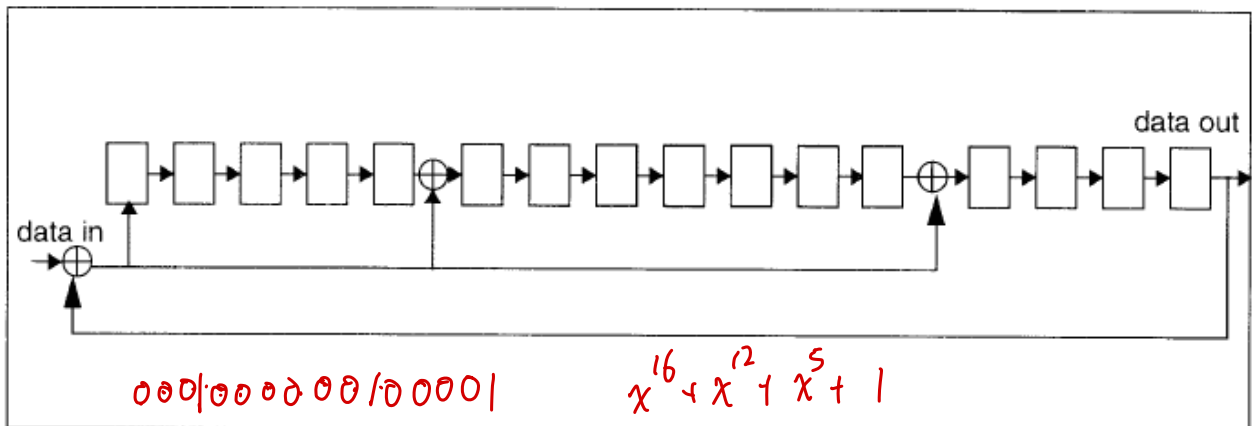 data out
data in
0001000000100001 x^16 + x^12 + x^5 + 1